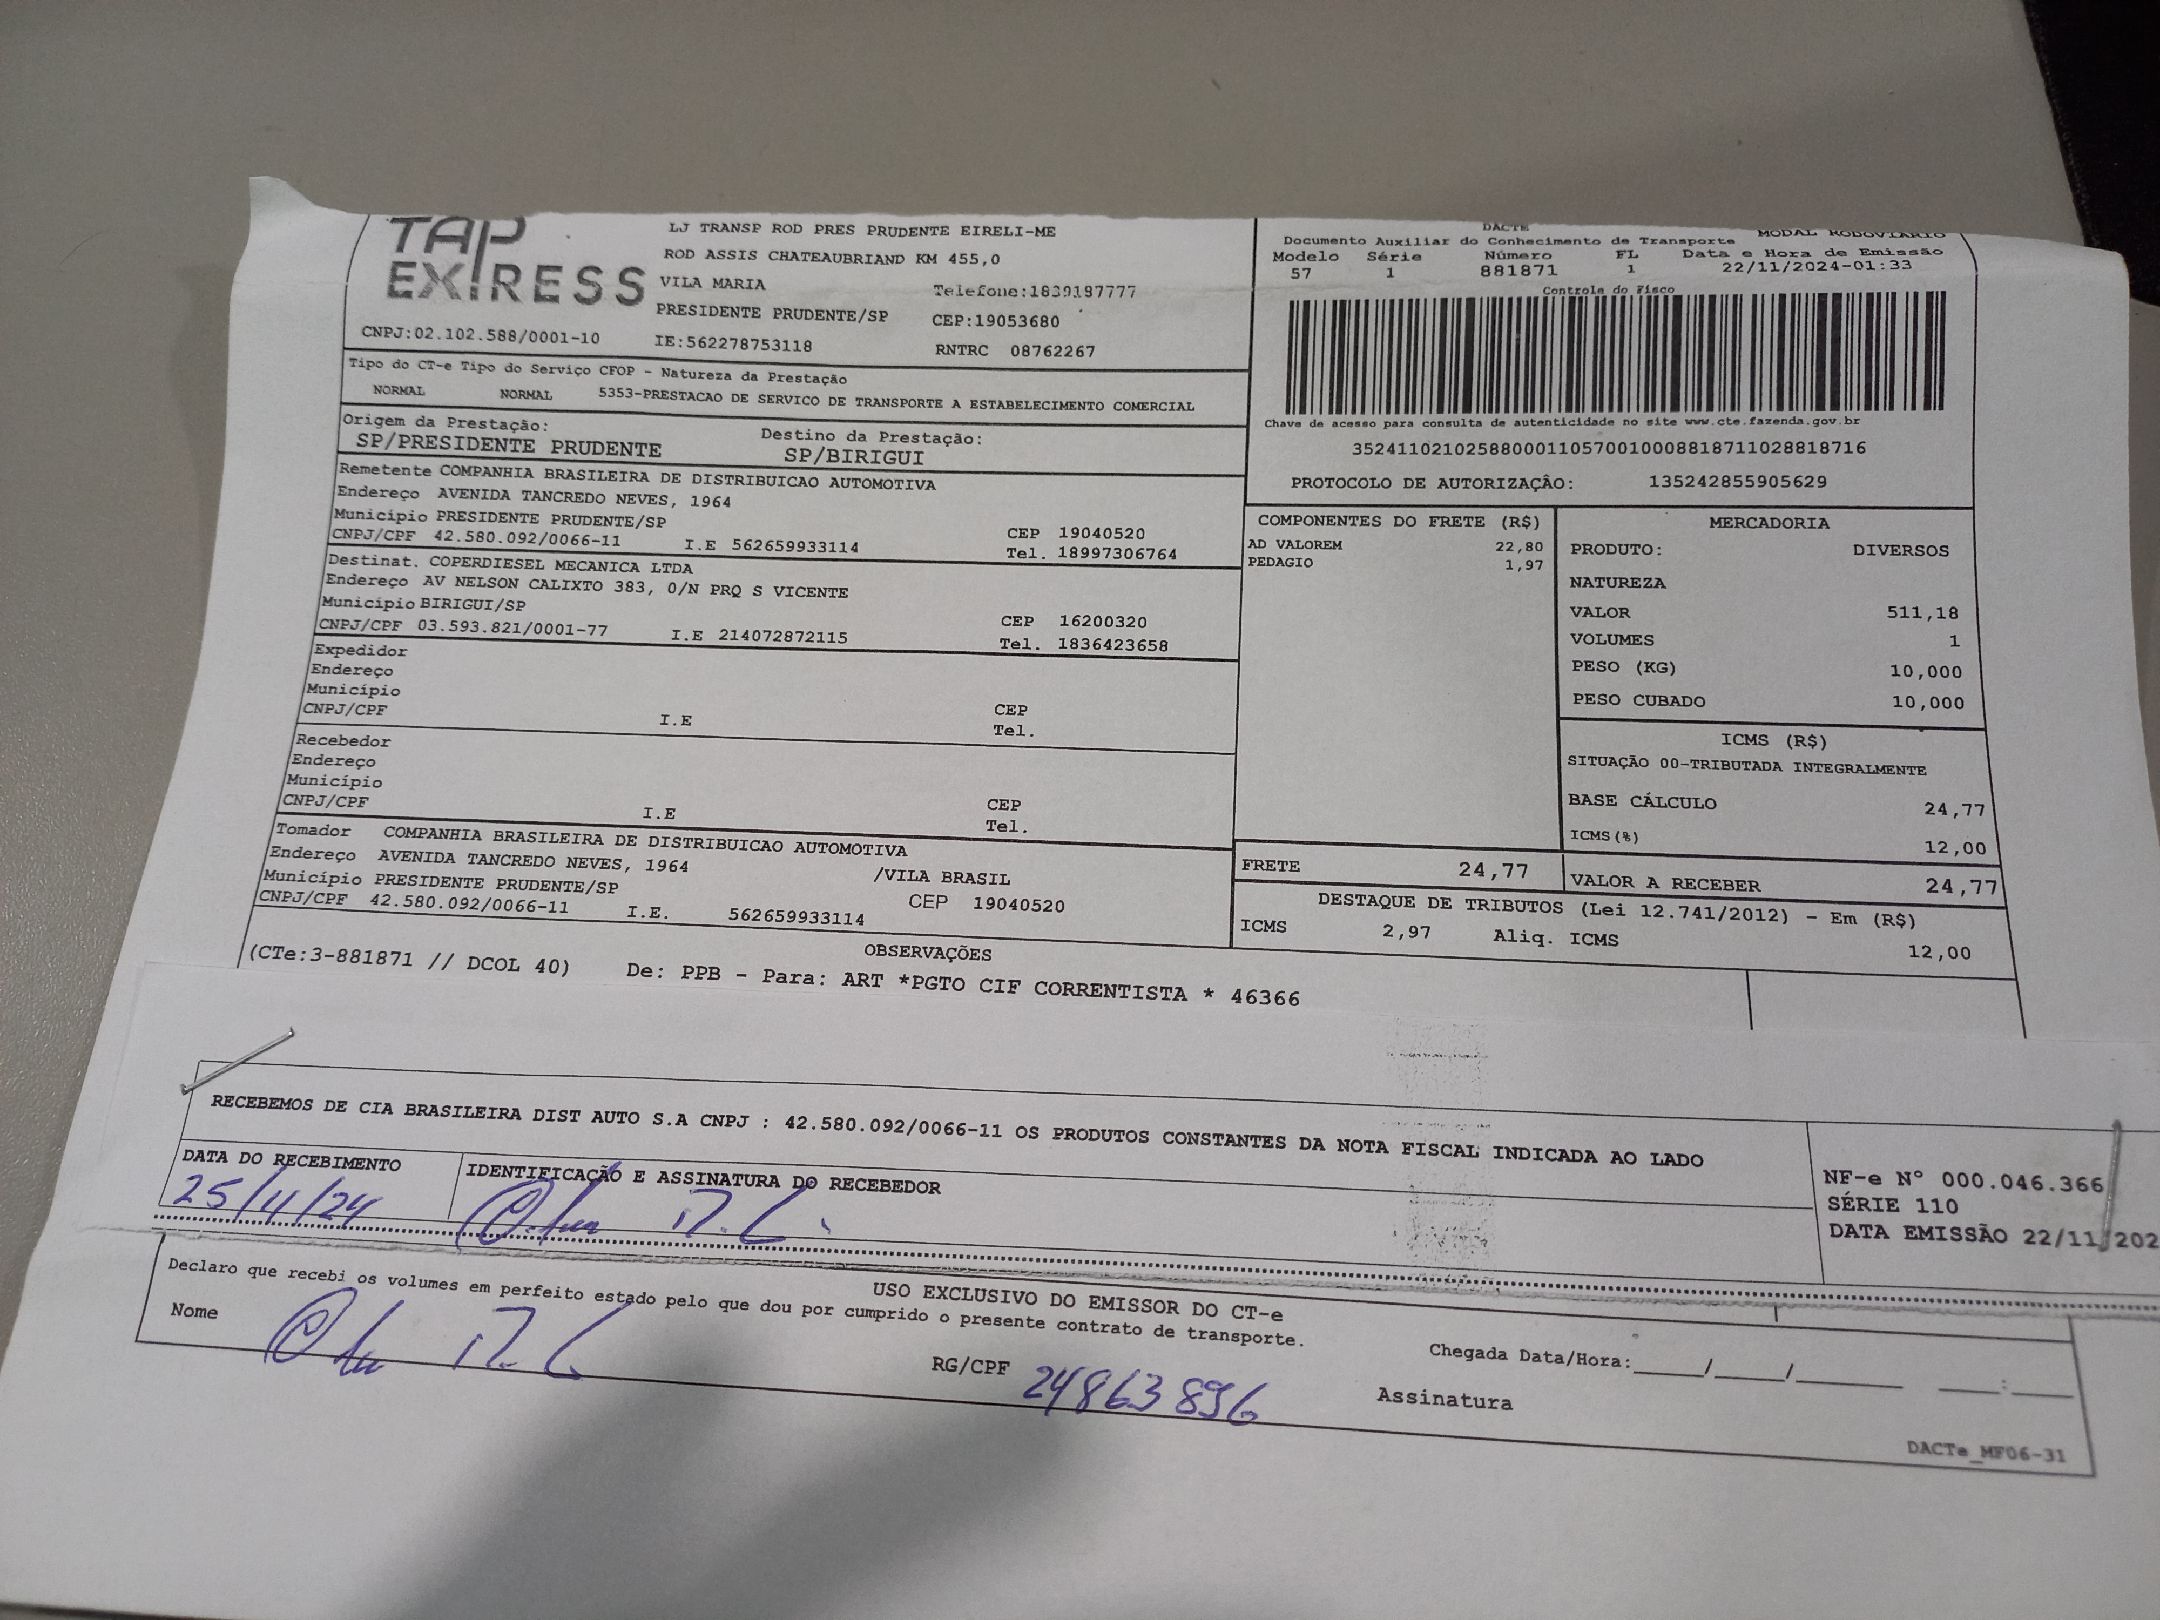 TAP EXPRESS
LJ TRANSP ROD PRES PRUDENTE EIRELI-ME
ROD ASSIS CHATEAUBRIAND KM 455,0
VILA MARIA Telefone:1839187777
PRESIDENTE PRUDENTE/SP CEP:19053680
CNPJ:02.102.588/0001-10 IE:562278753118 RNTRC 08762267
DACTE MODAL RODOVIÁRIO
Documento Auxiliar do Conhecimento de Transporte
Modelo Série Número FL Data e Hora de Emissão
57 1 881871 1 22/11/2024-01:33
Controle do Fisco
Chave de acesso para consulta de autenticidade no site www.cte.fazenda.gov.br
35241102102588000110570010008818711028818716
PROTOCOLO DE AUTORIZAÇÃO: 135242855905629
Tipo do CT-e Tipo do Serviço CFOP - Natureza da Prestação
NORMAL NORMAL 5353-PRESTACAO DE SERVICO DE TRANSPORTE A ESTABELECIMENTO COMERCIAL
Origem da Prestação: Destino da Prestação:
SP/PRESIDENTE PRUDENTE SP/BIRIGUI
Remetente COMPANHIA BRASILEIRA DE DISTRIBUICAO AUTOMOTIVA
Endereço AVENIDA TANCREDO NEVES, 1964
Município PRESIDENTE PRUDENTE/SP CEP 19040520
CNPJ/CPF 42.580.092/0066-11 I.E 562659933114 Tel. 18997306764
Destinat. COPERDIESEL MECANICA LTDA
Endereço AV NELSON CALIXTO 383, 0/N PRQ S VICENTE
Município BIRIGUI/SP CEP 16200320
CNPJ/CPF 03.593.821/0001-77 I.E 214072872115 Tel. 1836423658
Expedidor
Endereço
Município CEP
CNPJ/CPF I.E Tel.
Recebedor
Endereço
Município CEP
CNPJ/CPF I.E Tel.
Tomador COMPANHIA BRASILEIRA DE DISTRIBUICAO AUTOMOTIVA
Endereço AVENIDA TANCREDO NEVES, 1964 /VILA BRASIL
Município PRESIDENTE PRUDENTE/SP CEP 19040520
CNPJ/CPF 42.580.092/0066-11 I.E. 562659933114
COMPONENTES DO FRETE (R$)
AD VALOREM 22,80
PEDAGIO 1,97
MERCADORIA
PRODUTO: DIVERSOS
NATUREZA
VALOR 511,18
VOLUMES 1
PESO (KG) 10,000
PESO CUBADO 10,000
ICMS (R$)
SITUAÇÃO 00-TRIBUTADA INTEGRALMENTE
BASE CÁLCULO 24,77
ICMS(%) 12,00
FRETE 24,77 VALOR A RECEBER 24,77
DESTAQUE DE TRIBUTOS (Lei 12.741/2012) - Em (R$)
ICMS 2,97 Aliq. ICMS 12,00
OBSERVAÇÕES
(CTe:3-881871 // DCOL 40) De: PPB - Para: ART *PGTO CIF CORRENTISTA * 46366
RECEBEMOS DE CIA BRASILEIRA DIST AUTO S.A CNPJ : 42.580.092/0066-11 OS PRODUTOS CONSTANTES DA NOTA FISCAL INDICADA AO LADO
DATA DO RECEBIMENTO IDENTIFICAÇÃO E ASSINATURA DO RECEBEDOR
25/11/24
NF-e Nº 000.046.366
SÉRIE 110
DATA EMISSÃO 22/11/202
USO EXCLUSIVO DO EMISSOR DO CT-e
Declaro que recebi os volumes em perfeito estado pelo que dou por cumprido o presente contrato de transporte.
Nome RG/CPF 24863896 Chegada Data/Hora:____/____/____ ____:____
Assinatura
DACTe_MF06-31